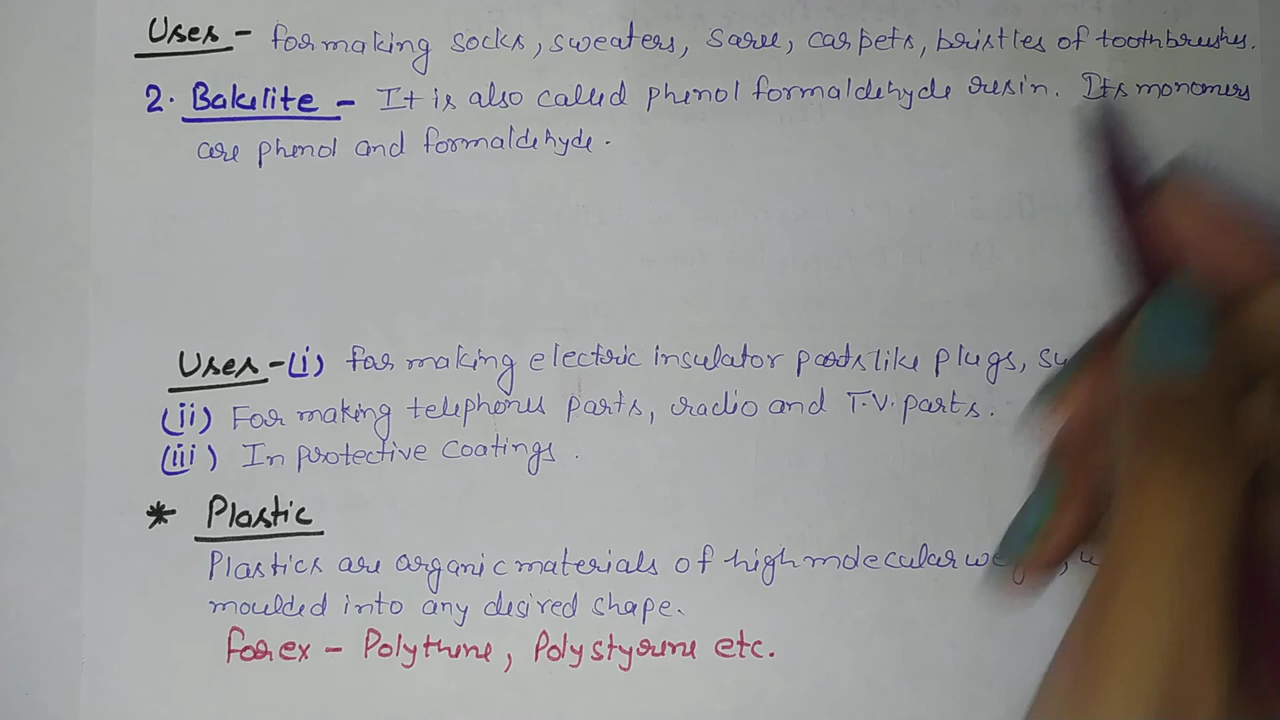 Uses - for making socks, sweaters, saree, carpets, bristles of toothbrushes.
2. Bakelite - It is also called phenol formaldehyde resin. Its monomers
are phenol and formaldehyde.
Uses - (i) for making electric insulator parts like plugs,
(ii) For making telephones parts, radio and T.V. parts.
(iii) In protective coatings.
* Plastic
Plastics are organic materials of high molecular
moulded into any desired shape.
for ex - Polythene, Polystyrene etc.